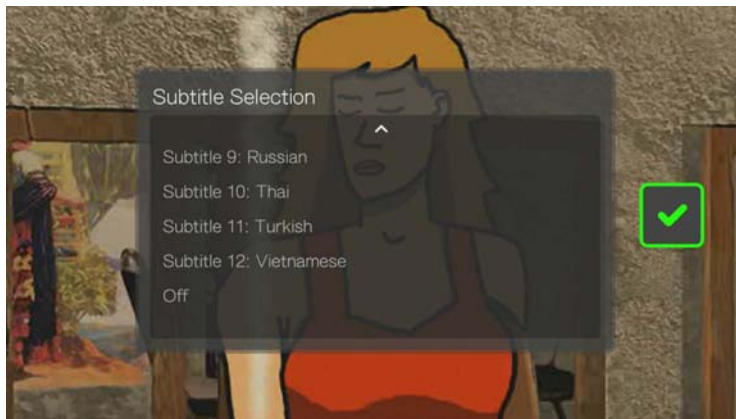 Subtitle Selection
Subtitle 9: Russian
Subtitle 10: Thai
Subtitle 11: Turkish
Subtitle 12: Vietnamese
Off